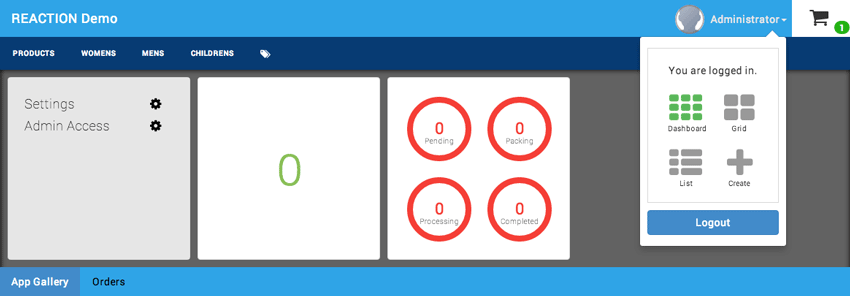 REACTION Demo
Administrator
1
PRODUCTS WOMENS MENS CHILDRENS
You are logged in.
Dashboard Grid
List Create
Logout
Settings
Admin Access
0
0 0
Pending Packing
0 0
Processing Completed
App Gallery Orders